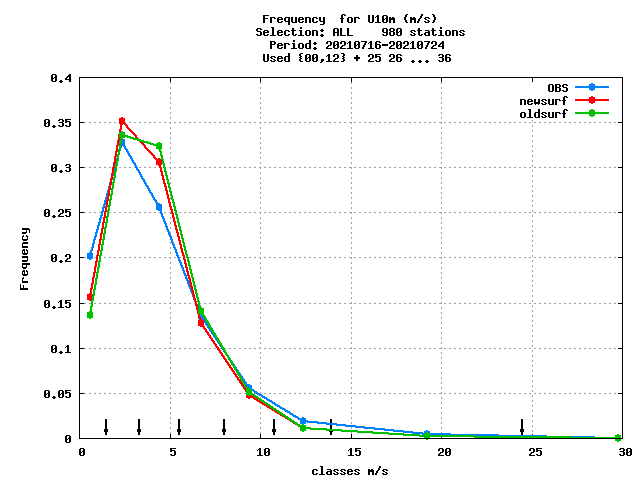 Frequency  for U10m (m/s)
Selection: ALL    980 stations
Period: 20210716-20210724
Used {00,12} + 25 26 ... 36
OBS
newsurf
oldsurf
0.4
0.35
0.3
0.25
0.2
0.15
0.1
0.05
0
Frequency
0 5 10 15 20 25 30
classes m/s